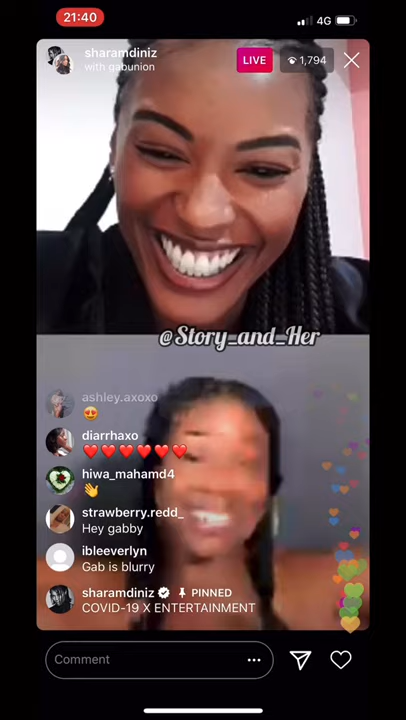 21:40
4G
sharamdiniz
with gabunion
LIVE
1,794
@Story_and_Her
ashley.axoxo
😍
diarrhaxo
❤️❤️❤️❤️❤️❤️
hiwa_mahamd4
👋
strawberry.redd_
Hey gabby
ibleeverlyn
Gab is blurry
sharamdiniz PINNED
COVID-19 X ENTERTAINMENT
Comment